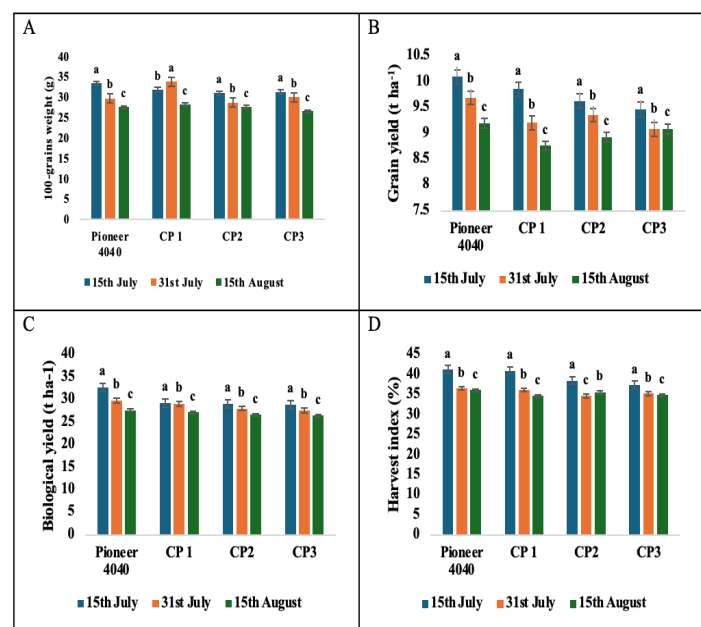 A
40
35
30
25
20
15
10
5
0
100-grains weight (g)
a b c b a c a b c a b c
Pioneer 4040 CP 1 CP2 CP3
15th July 31st July 15th August
B
10.5
10
9.5
9
8.5
8
7.5
Grain yield (t ha⁻¹)
a b c a b c a b c a b c
Pioneer 4040 CP 1 CP2 CP3
15th July 31st July 15th August
C
40
35
30
25
20
15
10
5
0
Biological yield (t ha-1)
a b c a b c a b c a b c
Pioneer 4040 CP 1 CP2 CP3
15th July 31st July 15th August
D
45
40
35
30
25
20
15
10
5
0
Harvest index (%)
a b c a b c a c b a b c
Pioneer 4040 CP 1 CP2 CP3
15th July 31st July 15th August